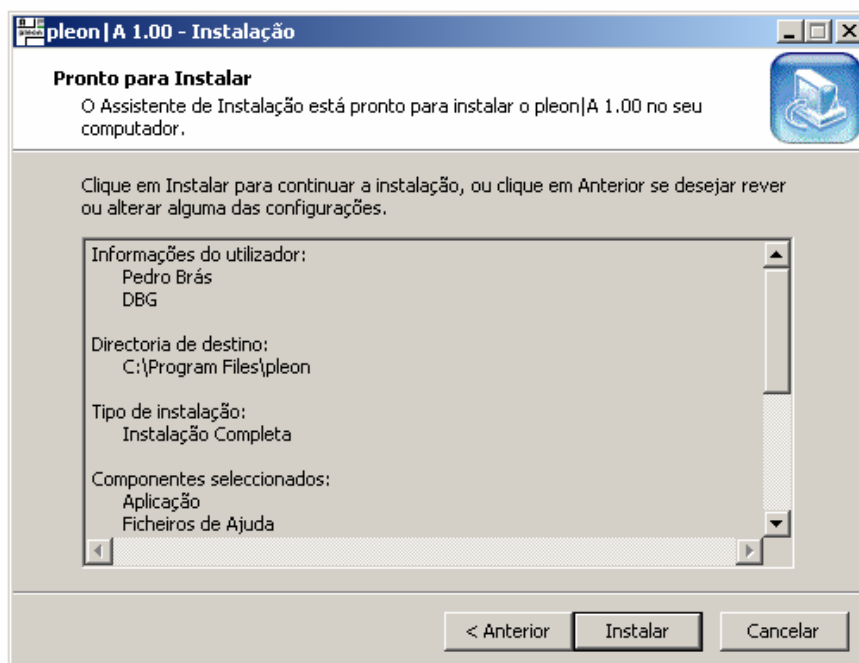 pleon|A 1.00 - Instalação
Pronto para Instalar
O Assistente de Instalação está pronto para instalar o pleon|A 1.00 no seu
computador.
Clique em Instalar para continuar a instalação, ou clique em Anterior se desejar rever
ou alterar alguma das configurações.
Informações do utilizador:
Pedro Brás
DBG
Directoria de destino:
C:\Program Files\pleon
Tipo de instalação:
Instalação Completa
Componentes seleccionados:
Aplicação
Ficheiros de Ajuda
< Anterior
Instalar
Cancelar